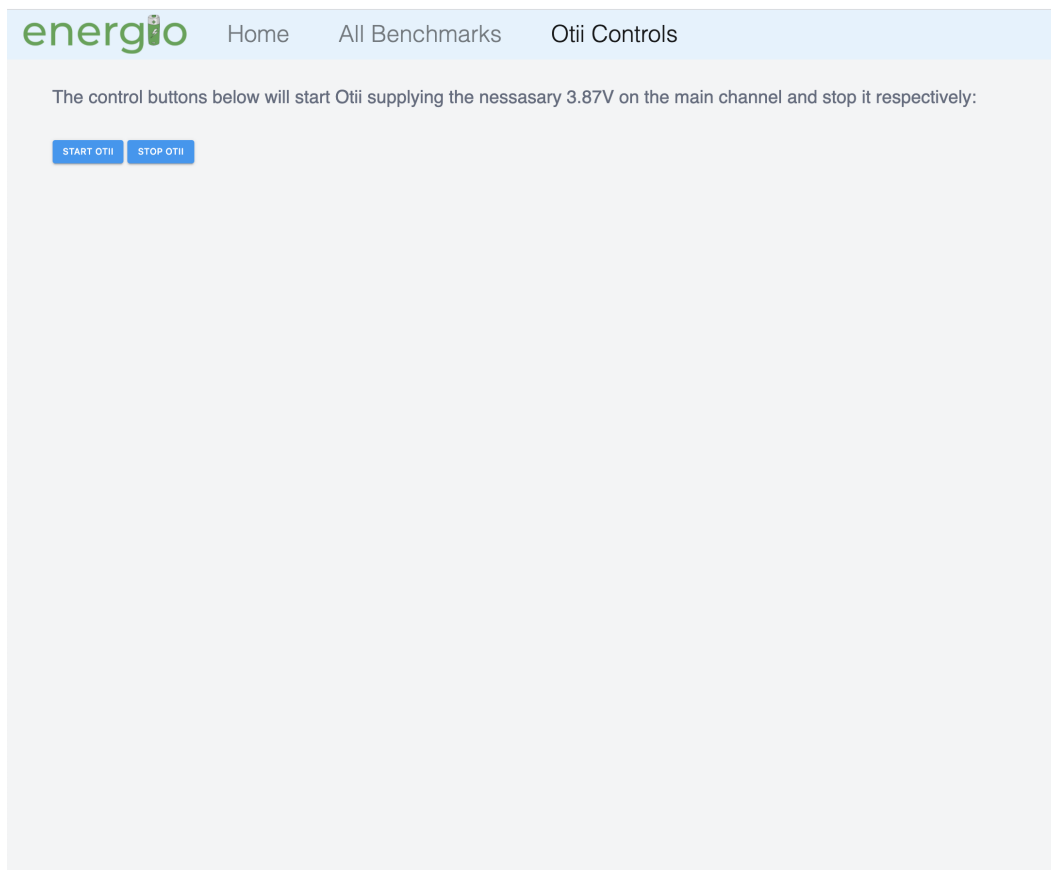 energio Home All Benchmarks Otii Controls
The control buttons below will start Otii supplying the nessasary 3.87V on the main channel and stop it respectively:
START OTII STOP OTII